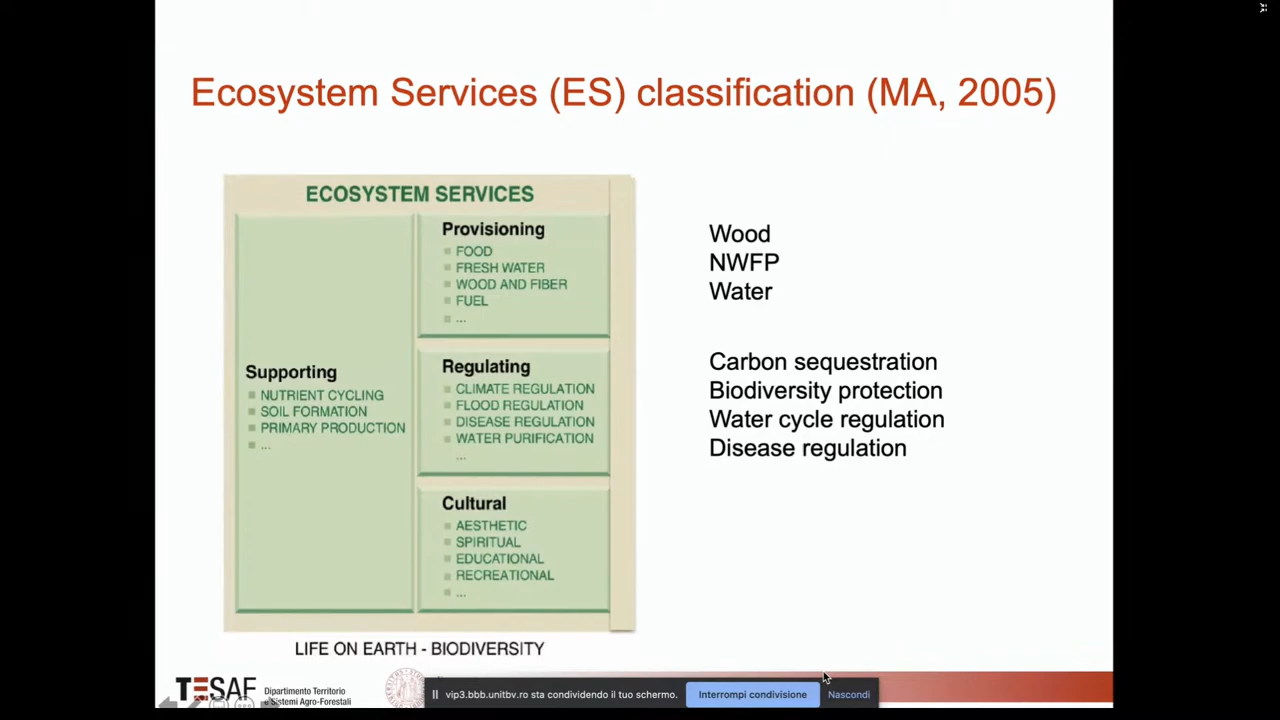 Ecosystem Services (ES) classification (MA, 2005)
ECOSYSTEM SERVICES
Supporting
NUTRIENT CYCLING
SOIL FORMATION
PRIMARY PRODUCTION
...
Provisioning
FOOD
FRESH WATER
WOOD AND FIBER
FUEL
...
Regulating
CLIMATE REGULATION
FLOOD REGULATION
DISEASE REGULATION
WATER PURIFICATION
...
Cultural
AESTHETIC
SPIRITUAL
EDUCATIONAL
RECREATIONAL
...
LIFE ON EARTH - BIODIVERSITY
Wood
NWFP
Water
Carbon sequestration
Biodiversity protection
Water cycle regulation
Disease regulation
TESAF
Dipartimento Territorio
e Sistemi Agro-Forestali
vip3.bbb.unitbv.ro sta condividendo il tuo schermo.
Interrompi condivisione
Nascondi